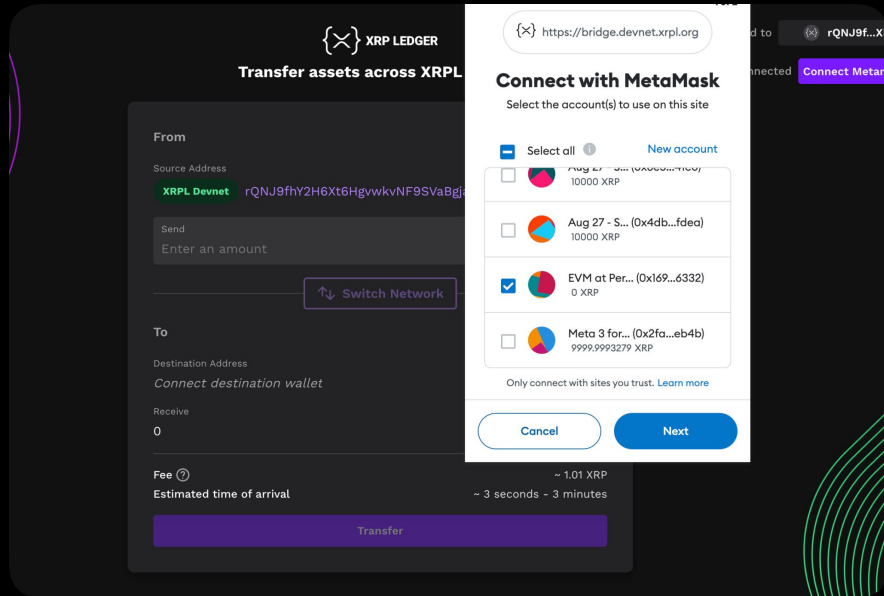 XRP LEDGER
Transfer assets across XRPL
d to
rQNJ9f...X
nnected
Connect Metar
https://bridge.devnet.xrpl.org
Connect with MetaMask
Select the account(s) to use on this site
Select all
New account
10000 XRP
Aug 27 - S... (0x4db...fdea)
10000 XRP
EVM at Per... (0x169...6332)
0 XRP
Meta 3 for... (0x2fa...eb4b)
9999.9993279 XRP
Only connect with sites you trust. Learn more
Cancel
Next
From
Source Address
XRPL Devnet
rQNJ9fhY2H6Xt6HgvwkvNF9SVaBgj
Send
Enter an amount
Switch Network
To
Destination Address
Connect destination wallet
Receive
0
Fee
~ 1.01 XRP
Estimated time of arrival
~ 3 seconds - 3 minutes
Transfer